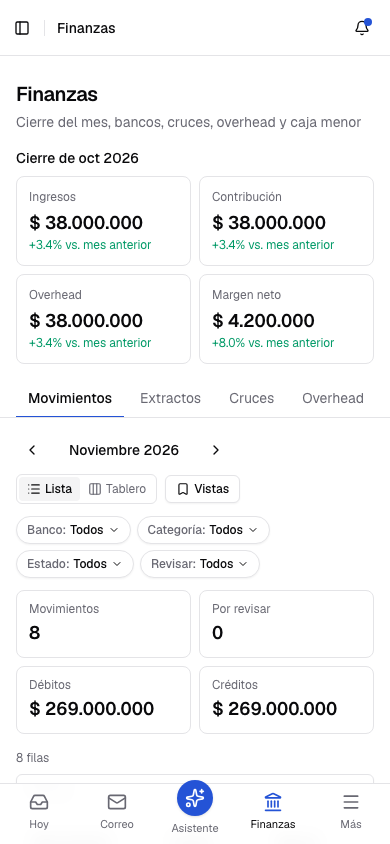 Finanzas
Finanzas
Cierre del mes, bancos, cruces, overhead y caja menor
Cierre de oct 2026
Ingresos
$ 38.000.000
+3.4% vs. mes anterior
Contribución
$ 38.000.000
+3.4% vs. mes anterior
Overhead
$ 38.000.000
+3.4% vs. mes anterior
Margen neto
$ 4.200.000
+8.0% vs. mes anterior
Movimientos Extractos Cruces Overhead
Noviembre 2026
Lista Tablero Vistas
Banco: Todos Categoría: Todos
Estado: Todos Revisar: Todos
Movimientos
8
Por revisar
0
Débitos
$ 269.000.000
Créditos
$ 269.000.000
8 filas
Hoy Correo Asistente Finanzas Más